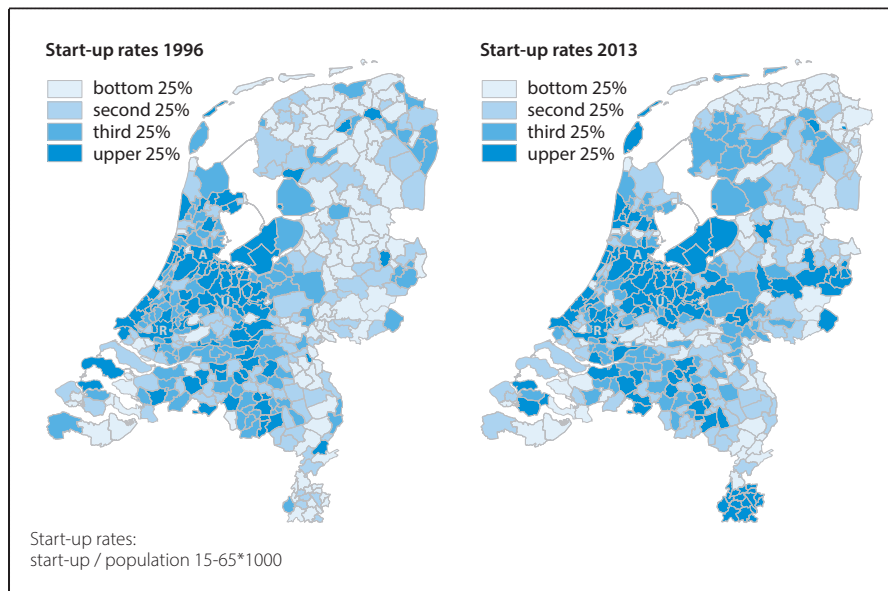 Start-up rates 1996
bottom 25%
second 25%
third 25%
upper 25%
A
U
R
Start-up rates 2013
bottom 25%
second 25%
third 25%
upper 25%
A
U
R
Start-up rates:
start-up / population 15-65*1000